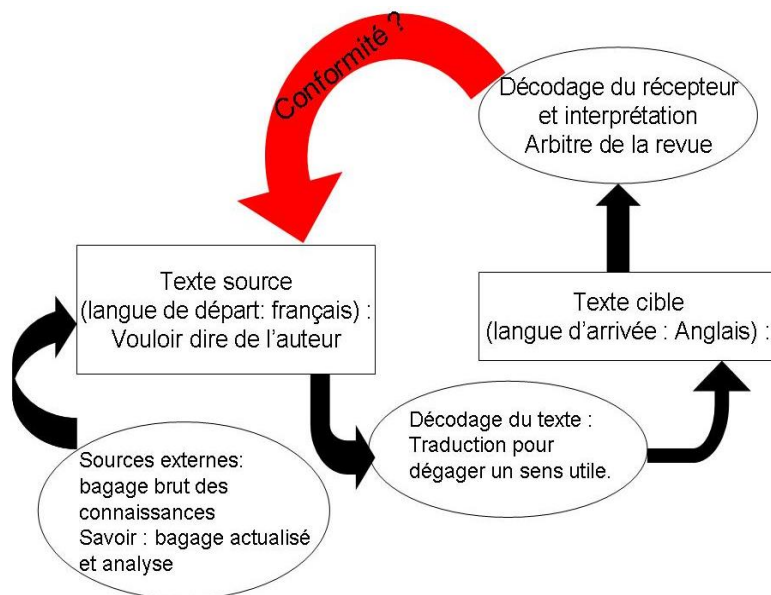 Conformité ?
Décodage du récepteur
et interprétation
Arbitre de la revue
Texte source
(langue de départ: français) :
Vouloir dire de l'auteur
Texte cible
(langue d'arrivée : Anglais) :
Décodage du texte :
Traduction pour
dégager un sens utile.
Sources externes:
bagage brut des
connaissances
Savoir : bagage actualisé
et analyse